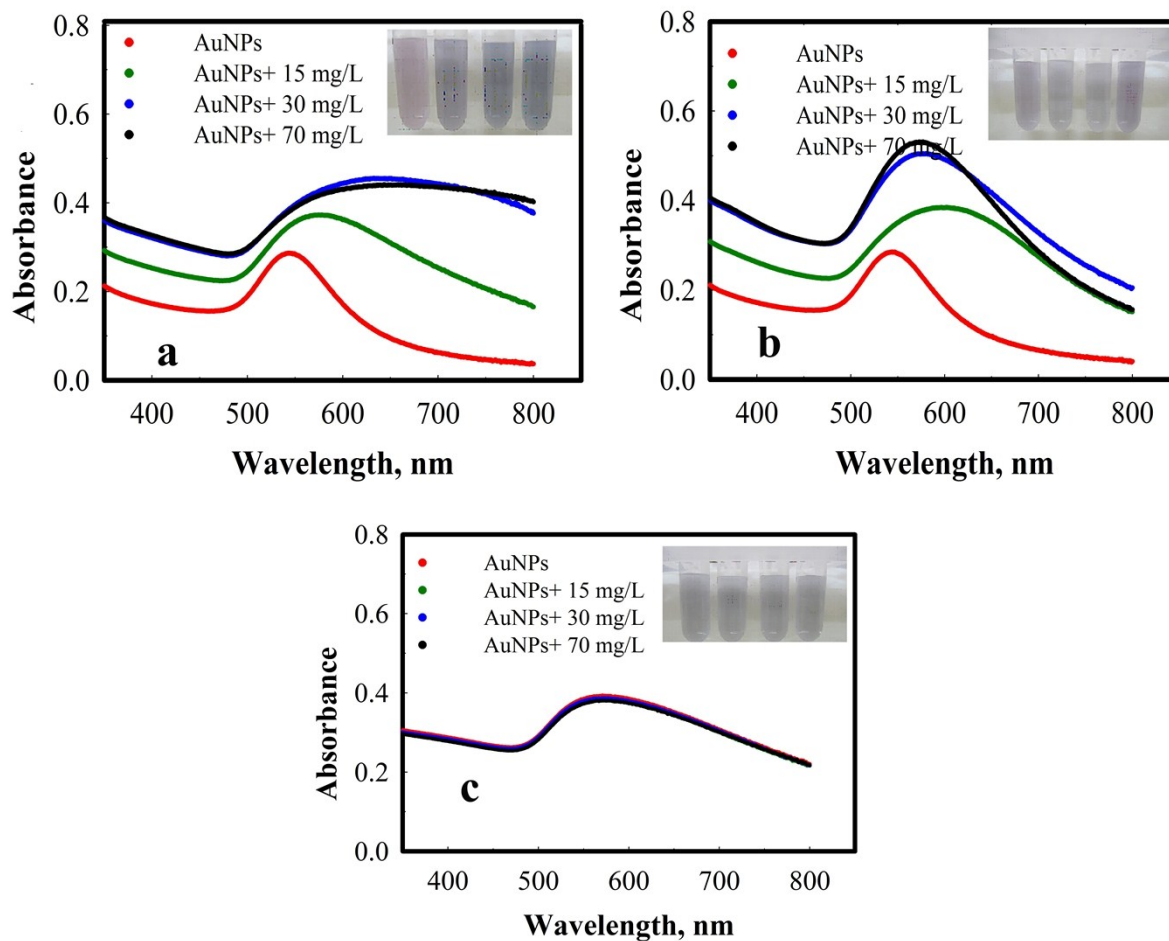 0.8
0.6
0.4
0.2
0.0
Absorbance
AuNPs
AuNPs+ 15 mg/L
AuNPs+ 30 mg/L
AuNPs+ 70 mg/L
a
400 500 600 700 800
Wavelength, nm
0.8
0.6
0.4
0.2
0.0
Absorbance
AuNPs
AuNPs+ 15 mg/L
AuNPs+ 30 mg/L
AuNPs+ 70 mg/L
b
400 500 600 700 800
Wavelength, nm
0.8
0.6
0.4
0.2
0.0
Absorbance
AuNPs
AuNPs+ 15 mg/L
AuNPs+ 30 mg/L
AuNPs+ 70 mg/L
c
400 500 600 700 800
Wavelength, nm